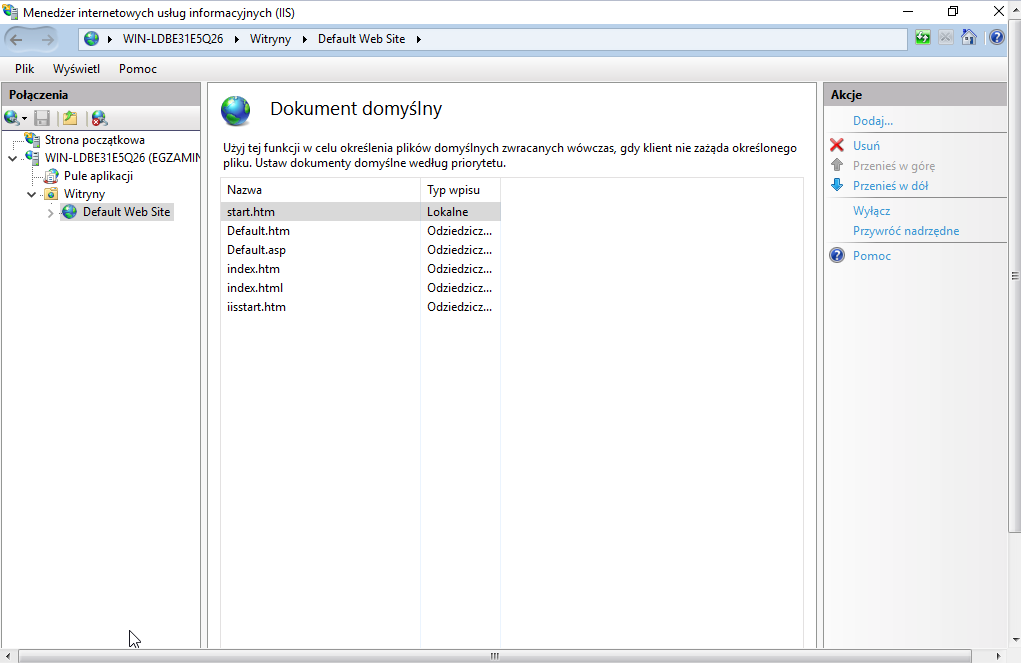 Menedżer internetowych usług informacyjnych (IIS)
WIN-LDBE31E5Q26 Witryny Default Web Site
Plik Wyświetl Pomoc
Połączenia
Strona początkowa
WIN-LDBE31E5Q26 (EGZAMIN
Pule aplikacji
Witryny
Default Web Site
Dokument domyślny
Użyj tej funkcji w celu określenia plików domyślnych zwracanych wówczas, gdy klient nie zażąda określonego
pliku. Ustaw dokumenty domyślne według priorytetu.
Nazwa Typ wpisu
start.htm Lokalne
Default.htm Odziedzicz...
Default.asp Odziedzicz...
index.htm Odziedzicz...
index.html Odziedzicz...
iisstart.htm Odziedzicz...
Akcje
Dodaj...
Usuń
Przenieś w górę
Przenieś w dół
Wyłącz
Przywróć nadrzędne
Pomoc